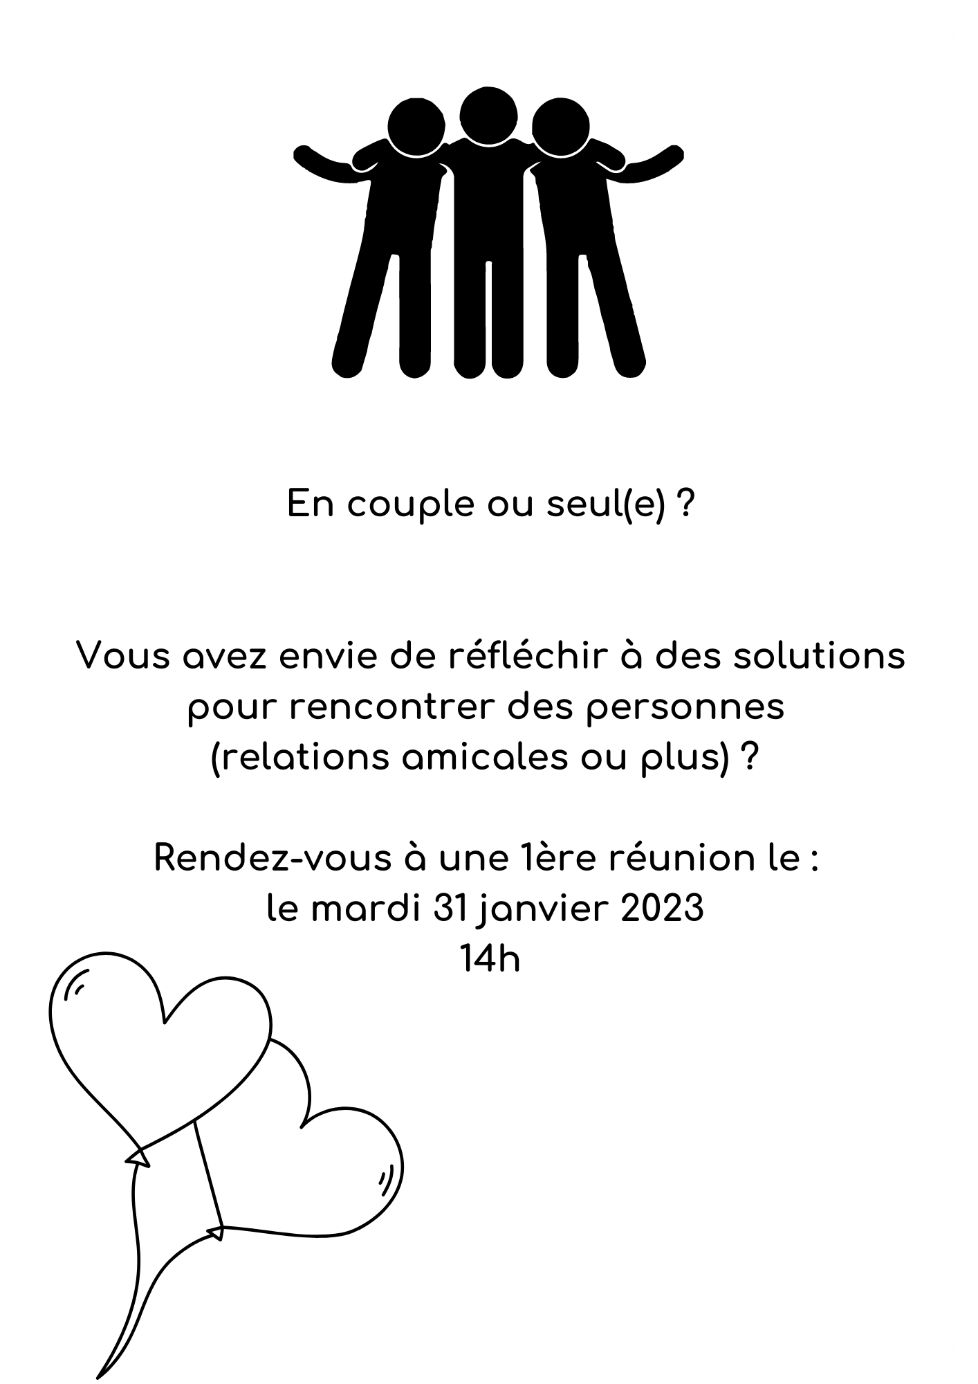 En couple ou seul(e) ?
Vous avez envie de réfléchir à des solutions
pour rencontrer des personnes
(relations amicales ou plus) ?
Rendez-vous à une 1ère réunion le :
le mardi 31 janvier 2023
14h